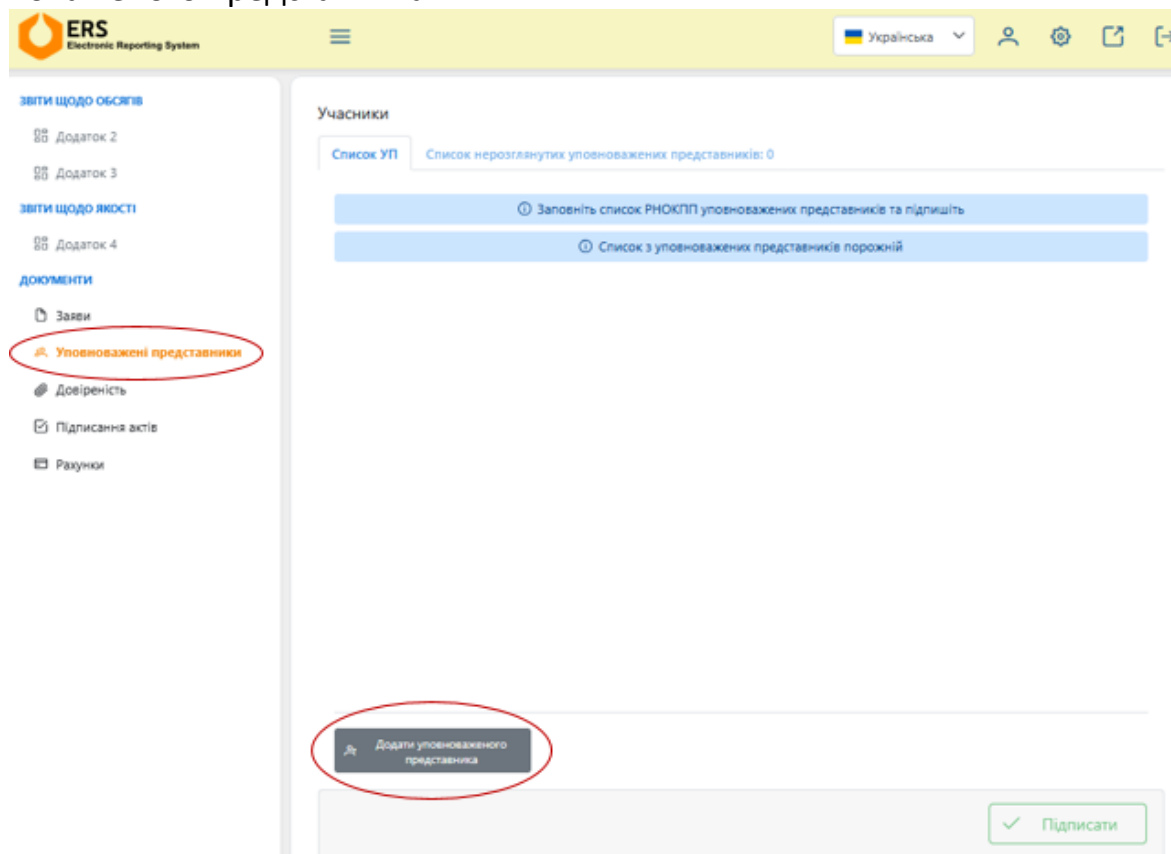 ERS
Electronic Reporting System
Українська
ЗВІТИ ЩОДО ОБСЯГІВ
Додаток 2
Додаток 3
ЗВІТИ ЩОДО ЯКОСТІ
Додаток 4
ДОКУМЕНТИ
Заяви
Уповноважені представники
Довіреність
Підписання актів
Рахунки
Учасники
Список УП
Список нерозглянутих уповноважених представників: 0
Заповніть список РНОКПП уповноважених представників та підпишіть
Список з уповноважених представників порожній
Додати уповноваженого
представника
Підписати